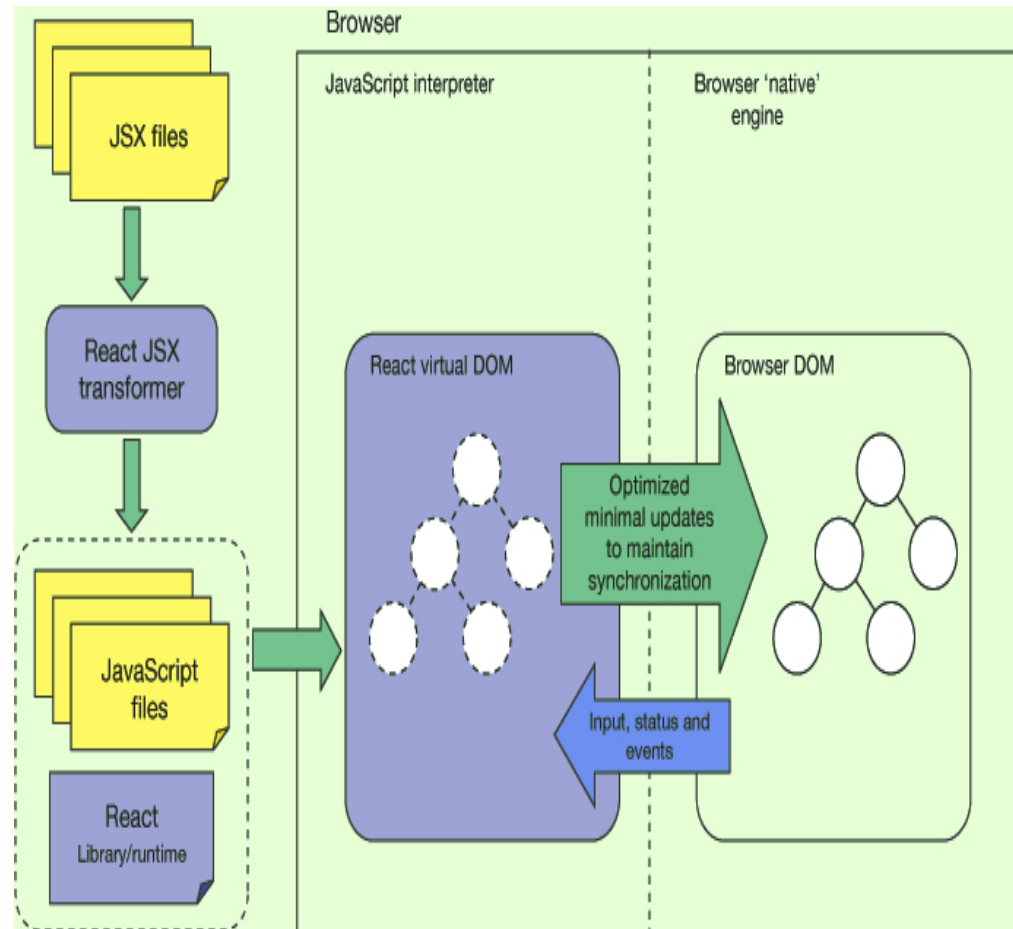 Browser
JavaScript interpreter
Browser ‘native’
engine
JSX files
React JSX
transformer
JavaScript
files
React
Library/runtime
React virtual DOM
Optimized
minimal updates
to maintain
synchronization
Input, status and
events
Browser DOM